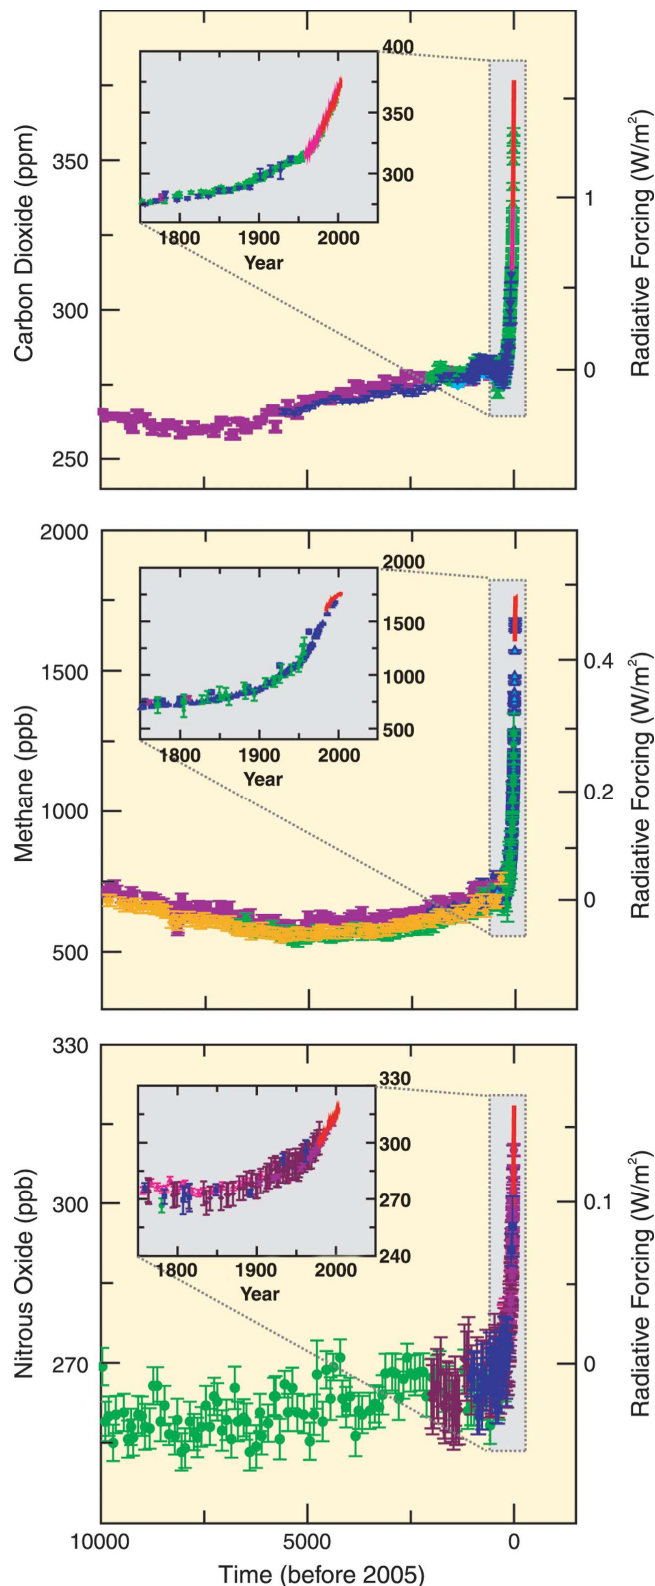 400
350
300
1800 1900 2000
Year
350
300
250
Carbon Dioxide (ppm)
1
0
Radiative Forcing (W/m²)
2000
1500
1000
500
1800 1900 2000
Year
2000
1500
1000
500
Methane (ppb)
0.4
0.2
0
Radiative Forcing (W/m²)
330
300
270
240
1800 1900 2000
Year
330
300
270
Nitrous Oxide (ppb)
0.1
0
Radiative Forcing (W/m²)
10000 5000 0
Time (before 2005)